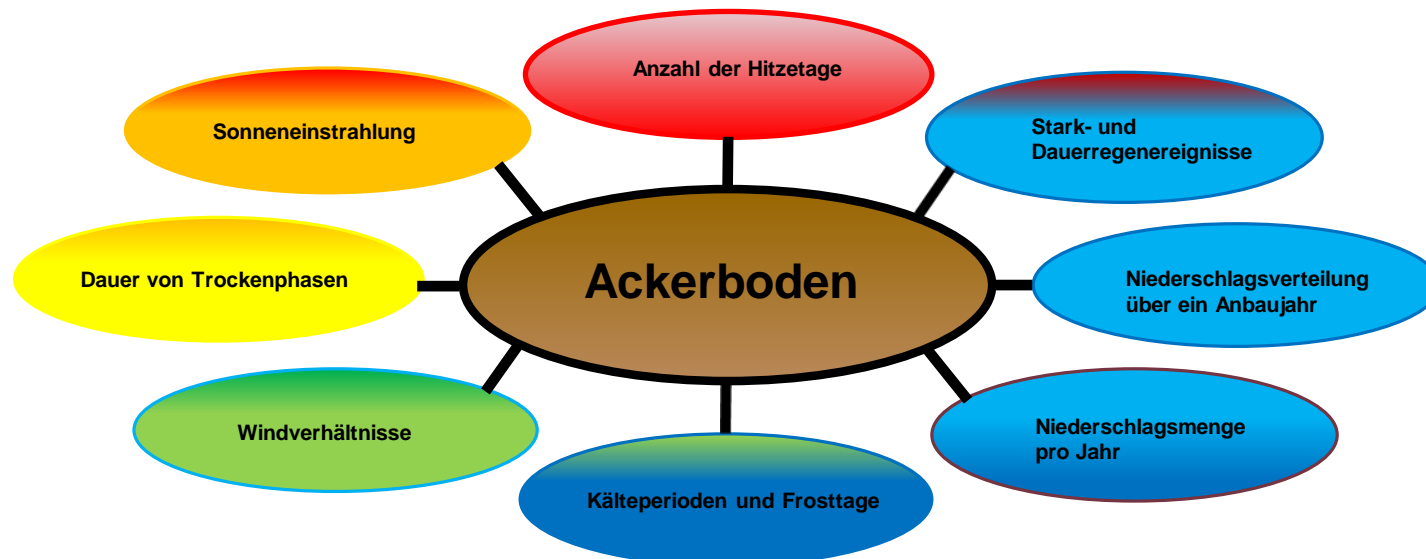 Anzahl der Hitzetage
Sonneneinstrahlung
Stark- und
Dauerregenereignisse
Dauer von Trockenphasen
Ackerboden
Niederschlagsverteilung
über ein Anbaujahr
Windverhältnisse
Niederschlagsmenge
pro Jahr
Kälteperioden und Frosttage